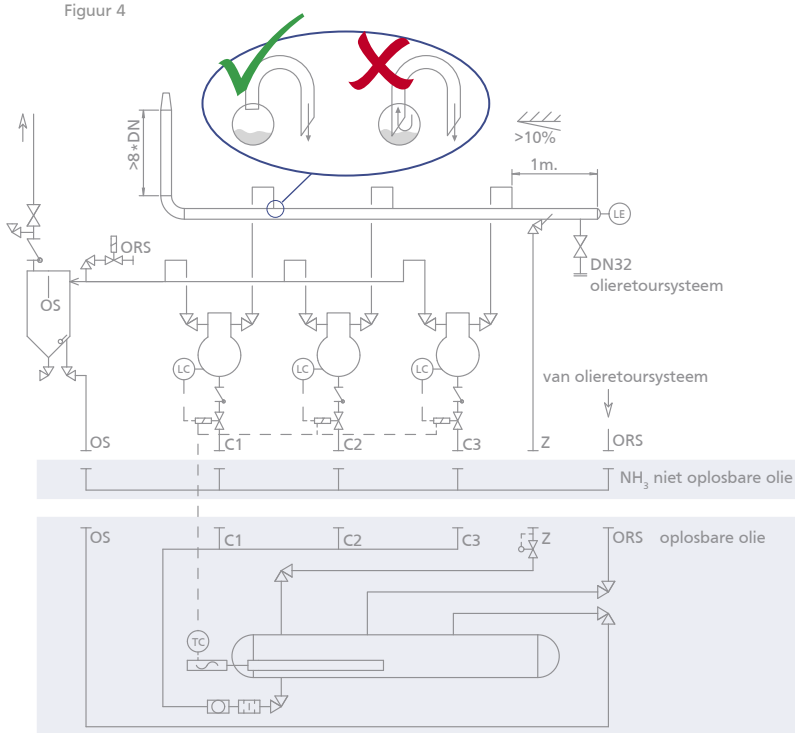 Figuur 4
>8*DN
>10%
1m.
LE
ORS
DN32
olieretoursysteem
OS
LC
LC
LC
van olieretoursysteem
OS
C1
C2
C3
Z
ORS
NH3 niet oplosbare olie
OS
C1
C2
C3
Z
ORS
oplosbare olie
TC